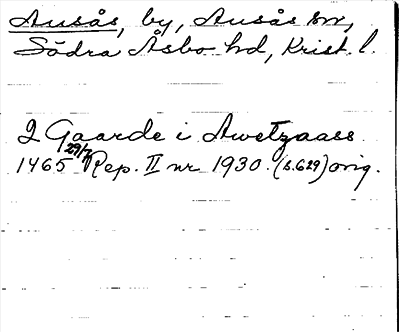 Ausås, by, Ausås sn,
Södra Åsbo hd, Krist. l.
2 Gaarde i Awetzaass
1465 29/7 Rep. II nr 1930. (s. 629) orig.